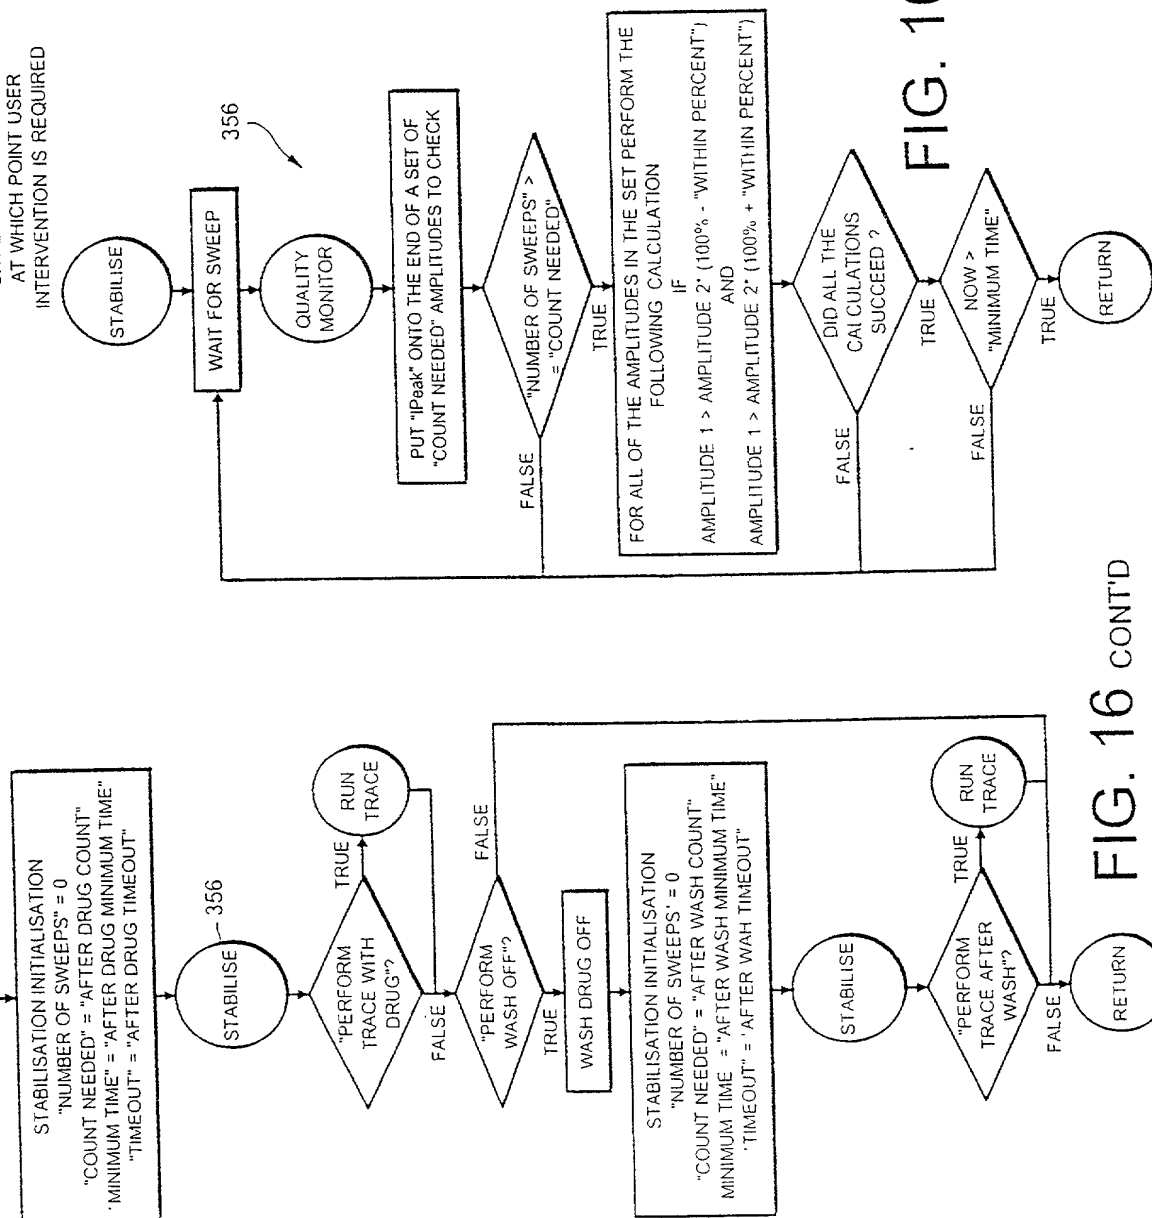 STABILISATION INITIALISATION
"NUMBER OF SWEEPS" = 0
"COUNT NEEDED" = "AFTER DRUG COUNT"
'MINIMUM TIME" = "AFTER DRUG MINIMUM TIME"
"TIMEOUT" = "AFTER DRUG TIMEOUT"
356
STABILISE
"PERFORM
TRACE WITH
DRUG"?
TRUE
RUN
TRACE
FALSE
"PERFORM
WASH OFF"?
FALSE
TRUE
WASH DRUG OFF
STABILISATION INITIALISATION
"NUMBER OF SWEEPS' = 0
"COUNT NEEDED" = "AFTER WASH COUNT"
MINIMUM TIME = "AFTER WASH MINIMUM TIME"
'TIMEOUT" = 'AFTER WAH TIMEOUT"
STABILISE
"PERFORM
TRACE AFTER
WASH"?
TRUE
RUN
TRACE
FALSE
RETURN
FIG. 16 CONT'D
AT WHICH POINT USER
INTERVENTION IS REQUIRED
356
STABILISE
WAIT FOR SWEEP
QUALITY
MONITOR
PUT "IPeak" ONTO THE END OF A SET OF
"COUNT NEEDED" AMPLITUDES TO CHECK
"NUMBER OF SWEEPS" >
= "COUNT NEEDED"
FALSE
TRUE
FOR ALL OF THE AMPLITUDES IN THE SET PERFORM THE
FOLLOWING CALCULATION
IF
AMPLITUDE 1 > AMPLITUDE 2* (100% - "WITHIN PERCENT")
AND
AMPLITUDE 1 > AMPLITUDE 2* (100% + "WITHIN PERCENT")
DID ALL THE
CALCULATIONS
SUCCEED ?
FALSE
TRUE
NOW >
"MINIMUM TIME"
FALSE
TRUE
RETURN
FIG.